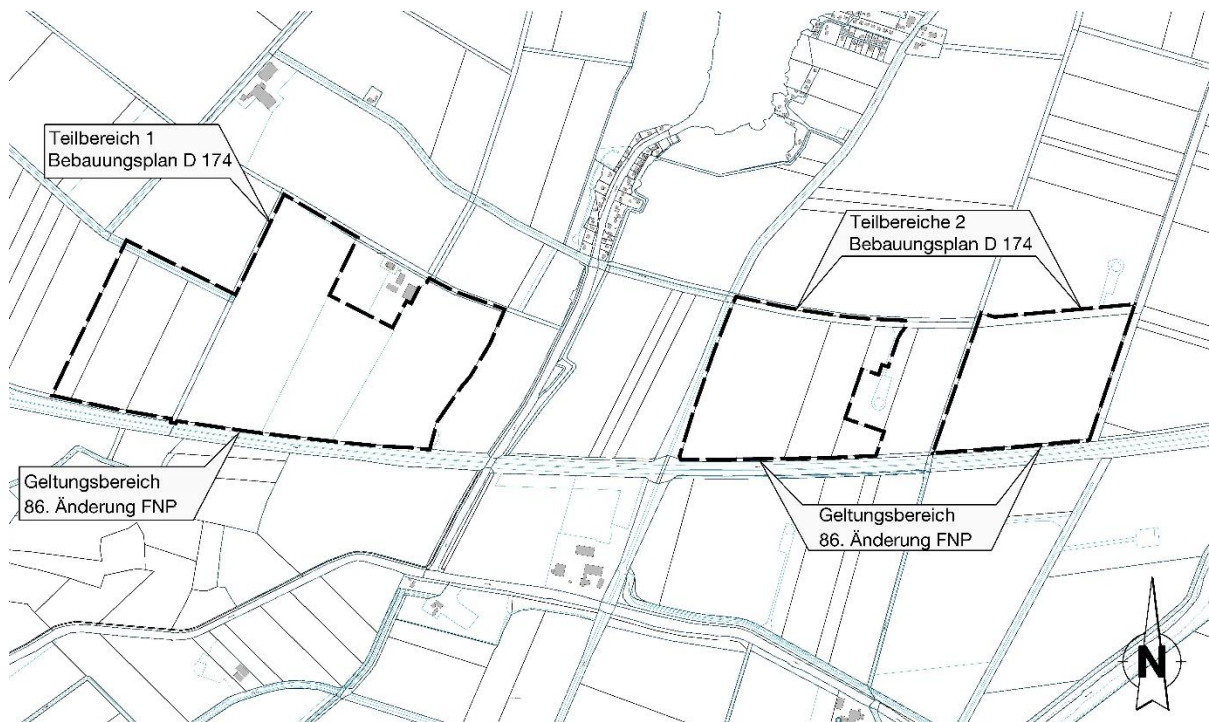 Teilbereich 1
Bebauungsplan D 174
Teilbereiche 2
Bebauungsplan D 174
Geltungsbereich
86. Änderung FNP
Geltungsbereich
86. Änderung FNP
N